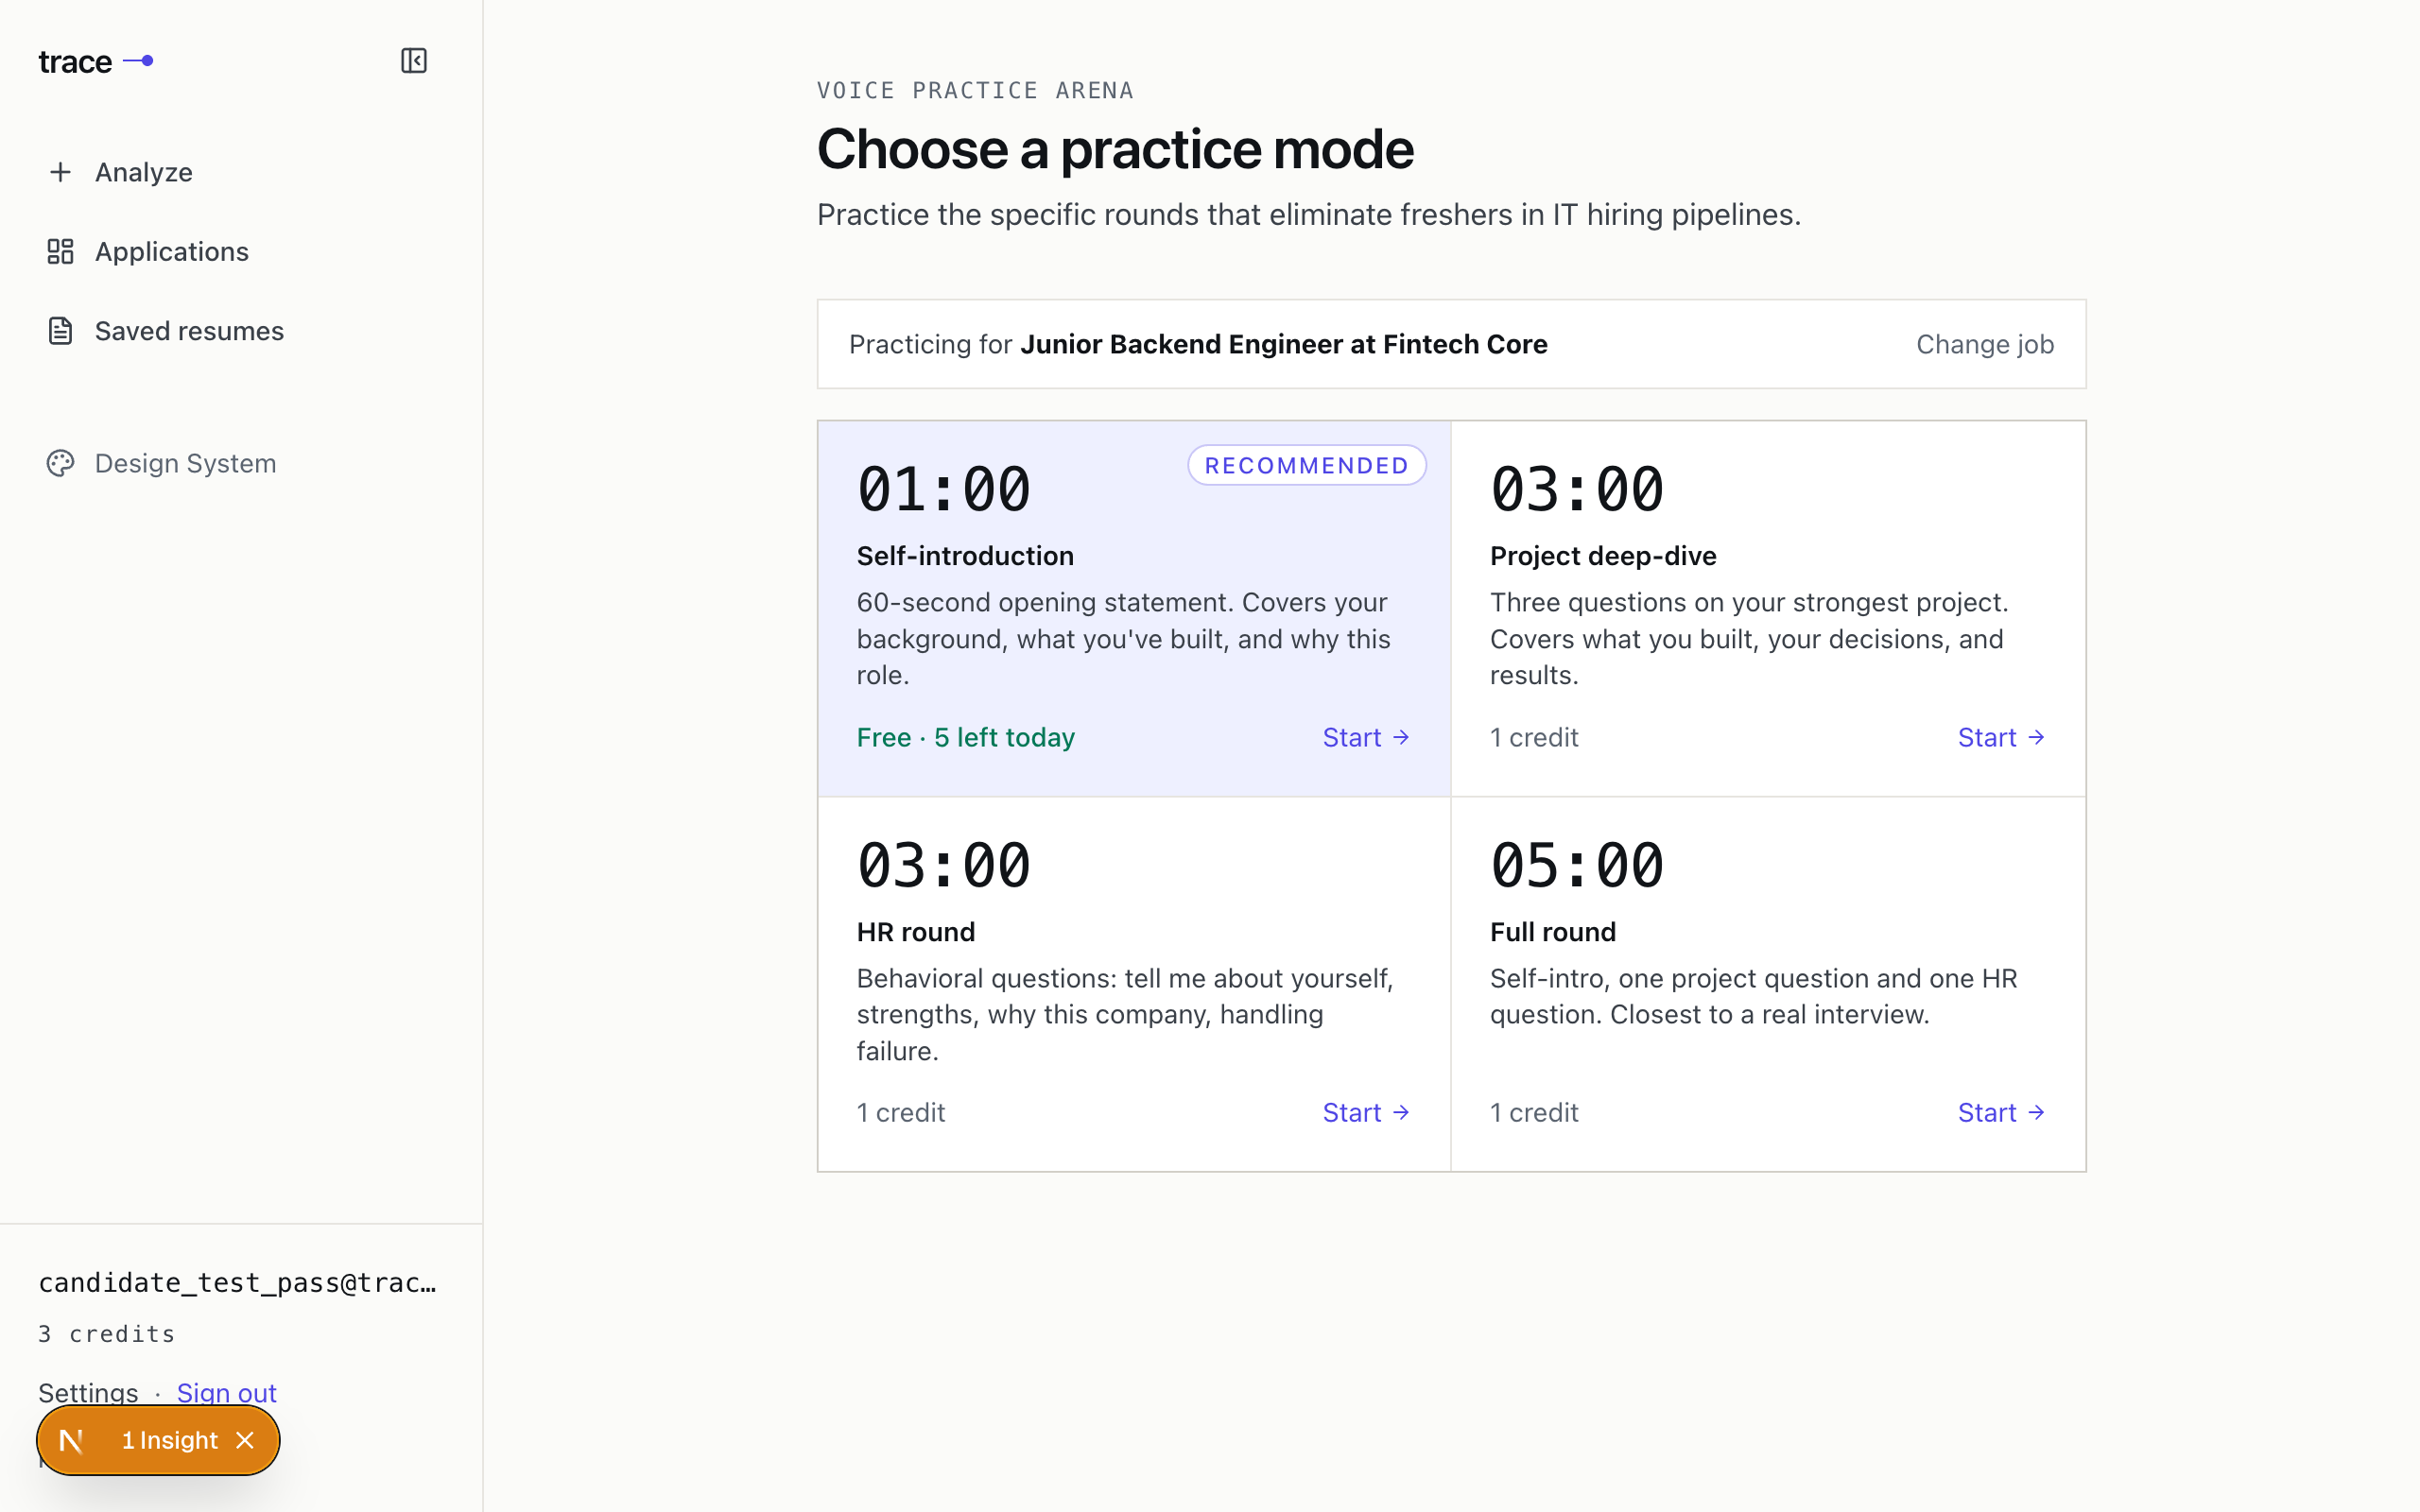 trace
Analyze
Applications
Saved resumes
Design System
candidate_test_pass@trac…
3 credits
Settings · Sign out
1 Insight
VOICE PRACTICE ARENA
Choose a practice mode
Practice the specific rounds that eliminate freshers in IT hiring pipelines.
Practicing for Junior Backend Engineer at Fintech Core
Change job
01:00
RECOMMENDED
Self-introduction
60-second opening statement. Covers your
background, what you've built, and why this
role.
Free · 5 left today
Start →
03:00
Project deep-dive
Three questions on your strongest project.
Covers what you built, your decisions, and
results.
1 credit
Start →
03:00
HR round
Behavioral questions: tell me about yourself,
strengths, why this company, handling
failure.
1 credit
Start →
05:00
Full round
Self-intro, one project question and one HR
question. Closest to a real interview.
1 credit
Start →